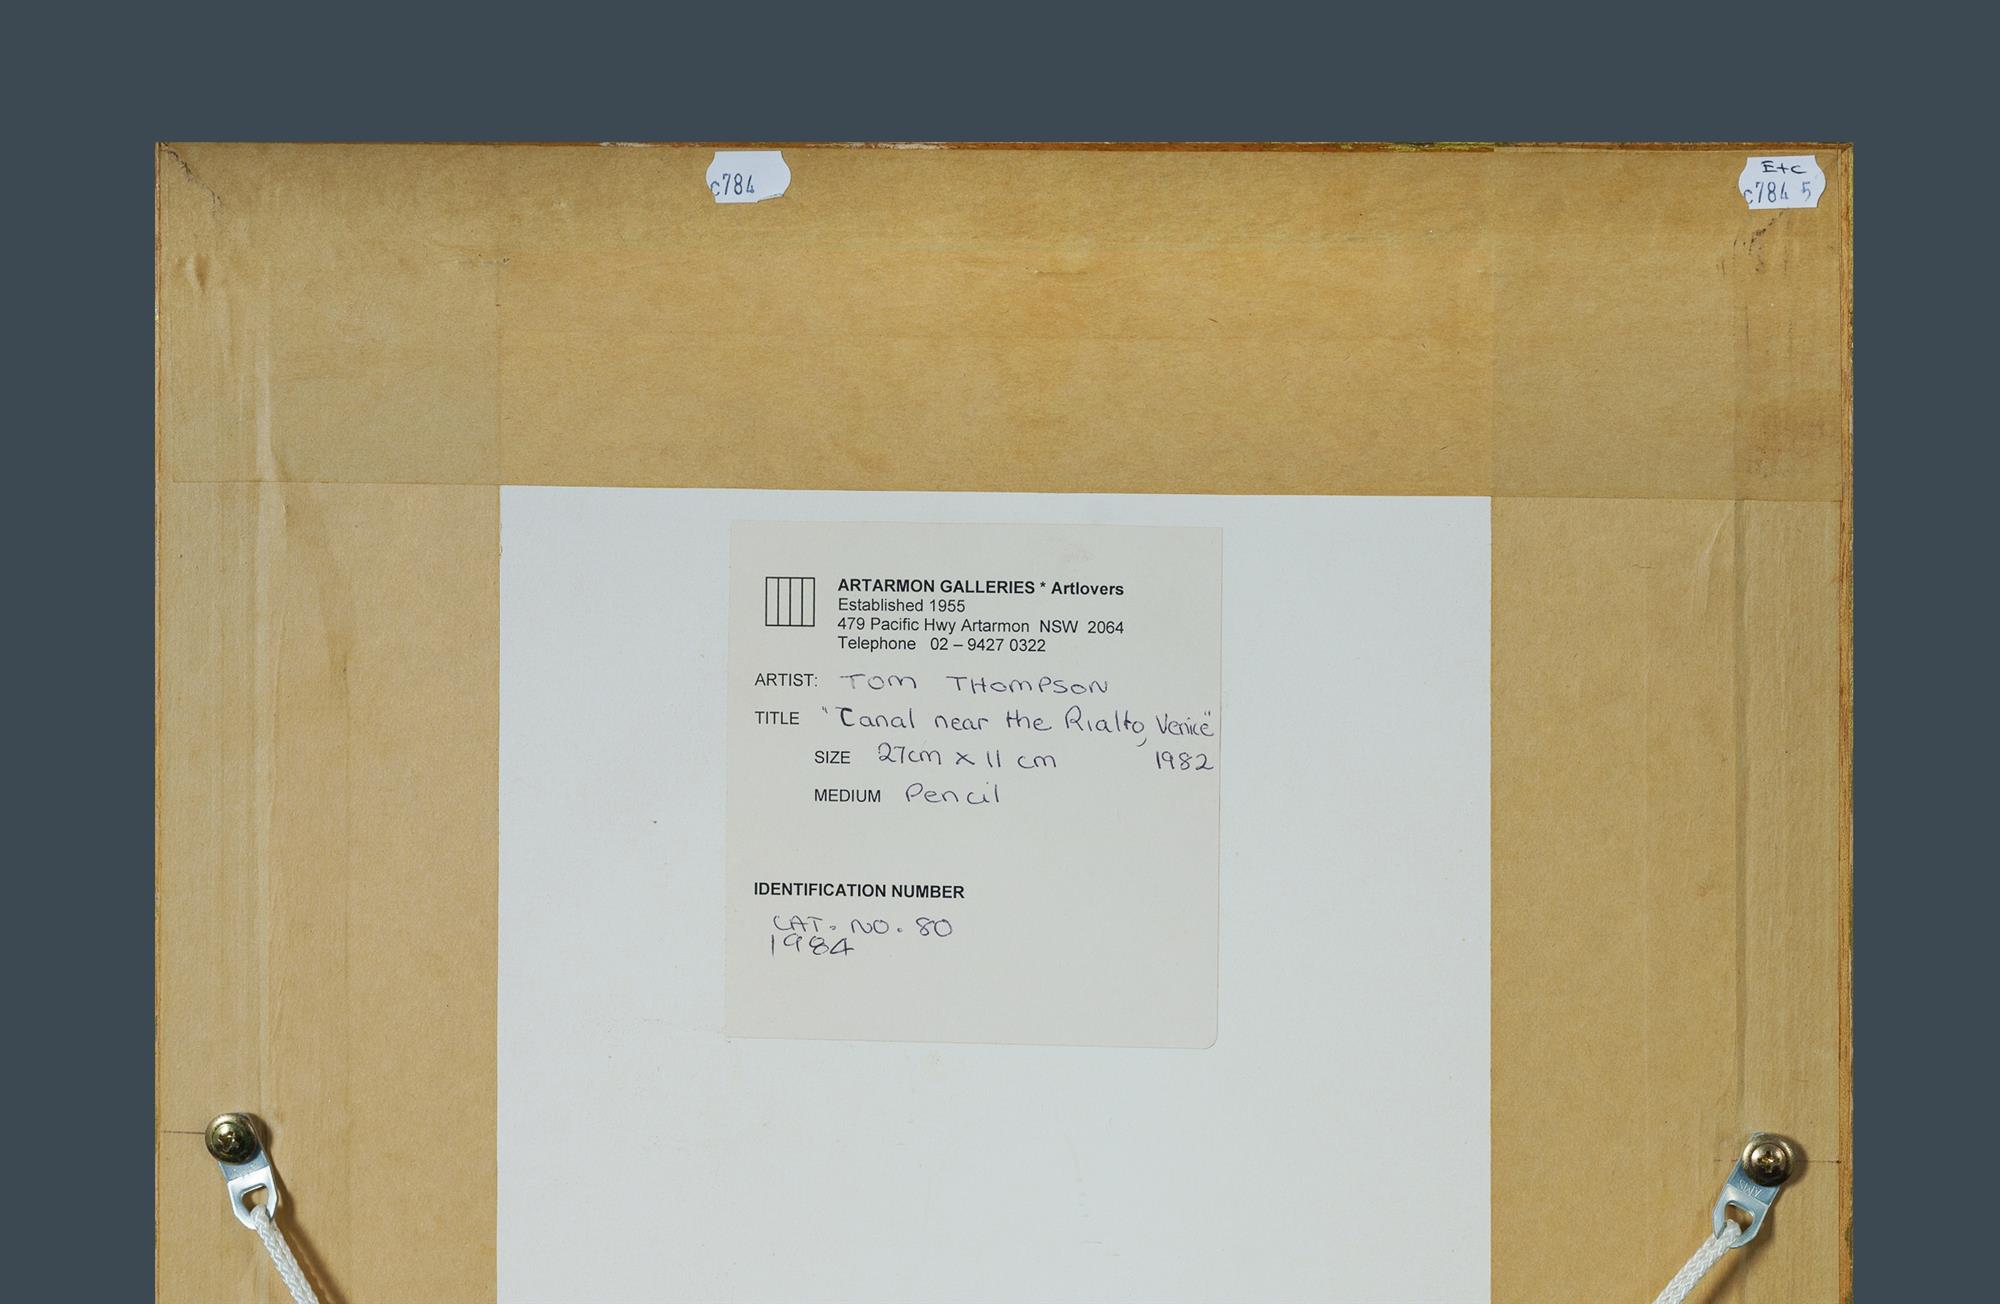 c784
Etc
c784 5
ARTARMON GALLERIES * Artlovers
Established 1955
479 Pacific Hwy Artarmon NSW 2064
Telephone 02 – 9427 0322
ARTIST: TOM THOMPSON
TITLE "Canal near the Rialto, Venice"
SIZE 27cm x 11 cm 1982
MEDIUM Pencil
IDENTIFICATION NUMBER
CAT. NO. 80
1984
AMS